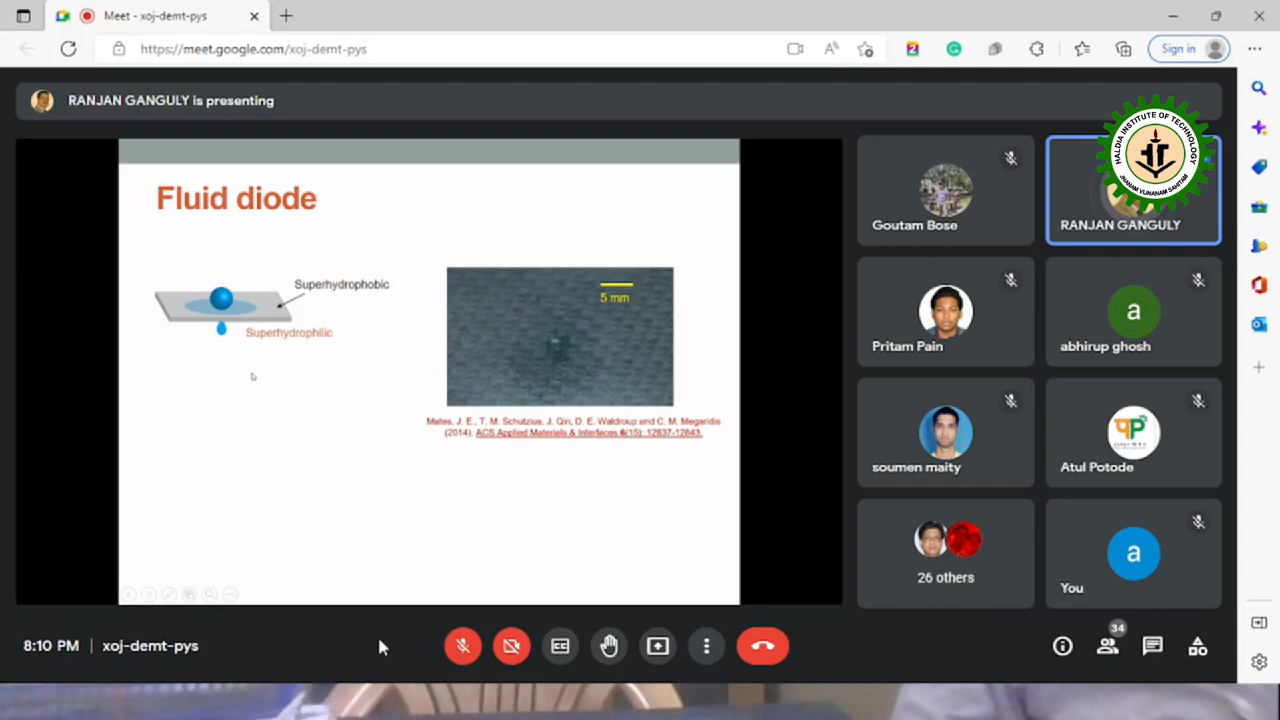 Meet - xoj-demt-pys
https://meet.google.com/xoj-demt-pys
Sign in
RANJAN GANGULY is presenting
HALDIA INSTITUTE OF TECHNOLOGY
JNANAM VIJNANAM SAHITAM
Fluid diode
Superhydrophobic
Superhydrophilic
5 mm
Mates, J. E., T. M. Schutzius, J. Qin, D. E. Waldroup and C. M. Megaridis
(2014). ACS Applied Materials & Interfaces 6(15): 12837-12843.
Goutam Bose
RANJAN GANGULY
Pritam Pain
a
abhirup ghosh
soumen maity
Atul Potode
26 others
a
You
8:10 PM | xoj-demt-pys
34